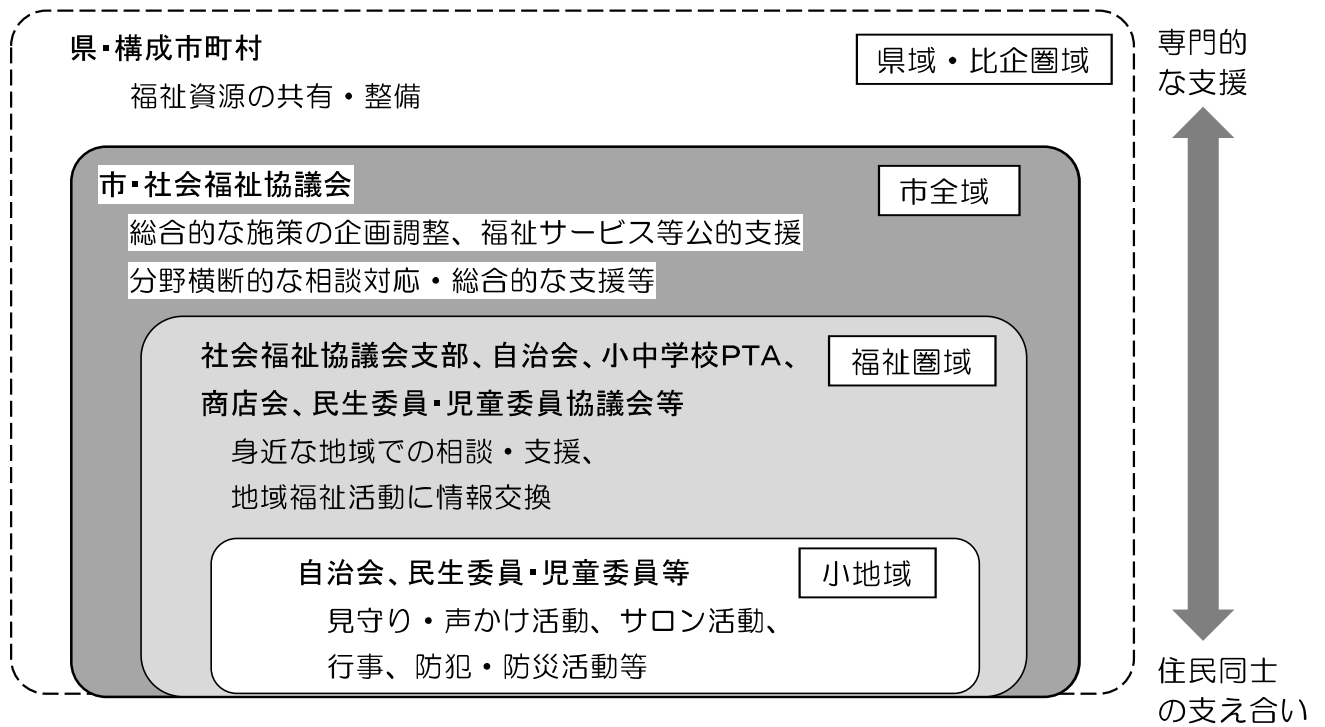 県・構成市町村
県域・比企圏域
福祉資源の共有・整備
専門的
な支援
市・社会福祉協議会
市全域
総合的な施策の企画調整、福祉サービス等公的支援
分野横断的な相談対応・総合的な支援等
社会福祉協議会支部、自治会、小中学校PTA、
福祉圏域
商店会、民生委員・児童委員協議会等
身近な地域での相談・支援、
地域福祉活動に情報交換
自治会、民生委員・児童委員等
小地域
見守り・声かけ活動、サロン活動、
行事、防犯・防災活動等
住民同士
の支え合い